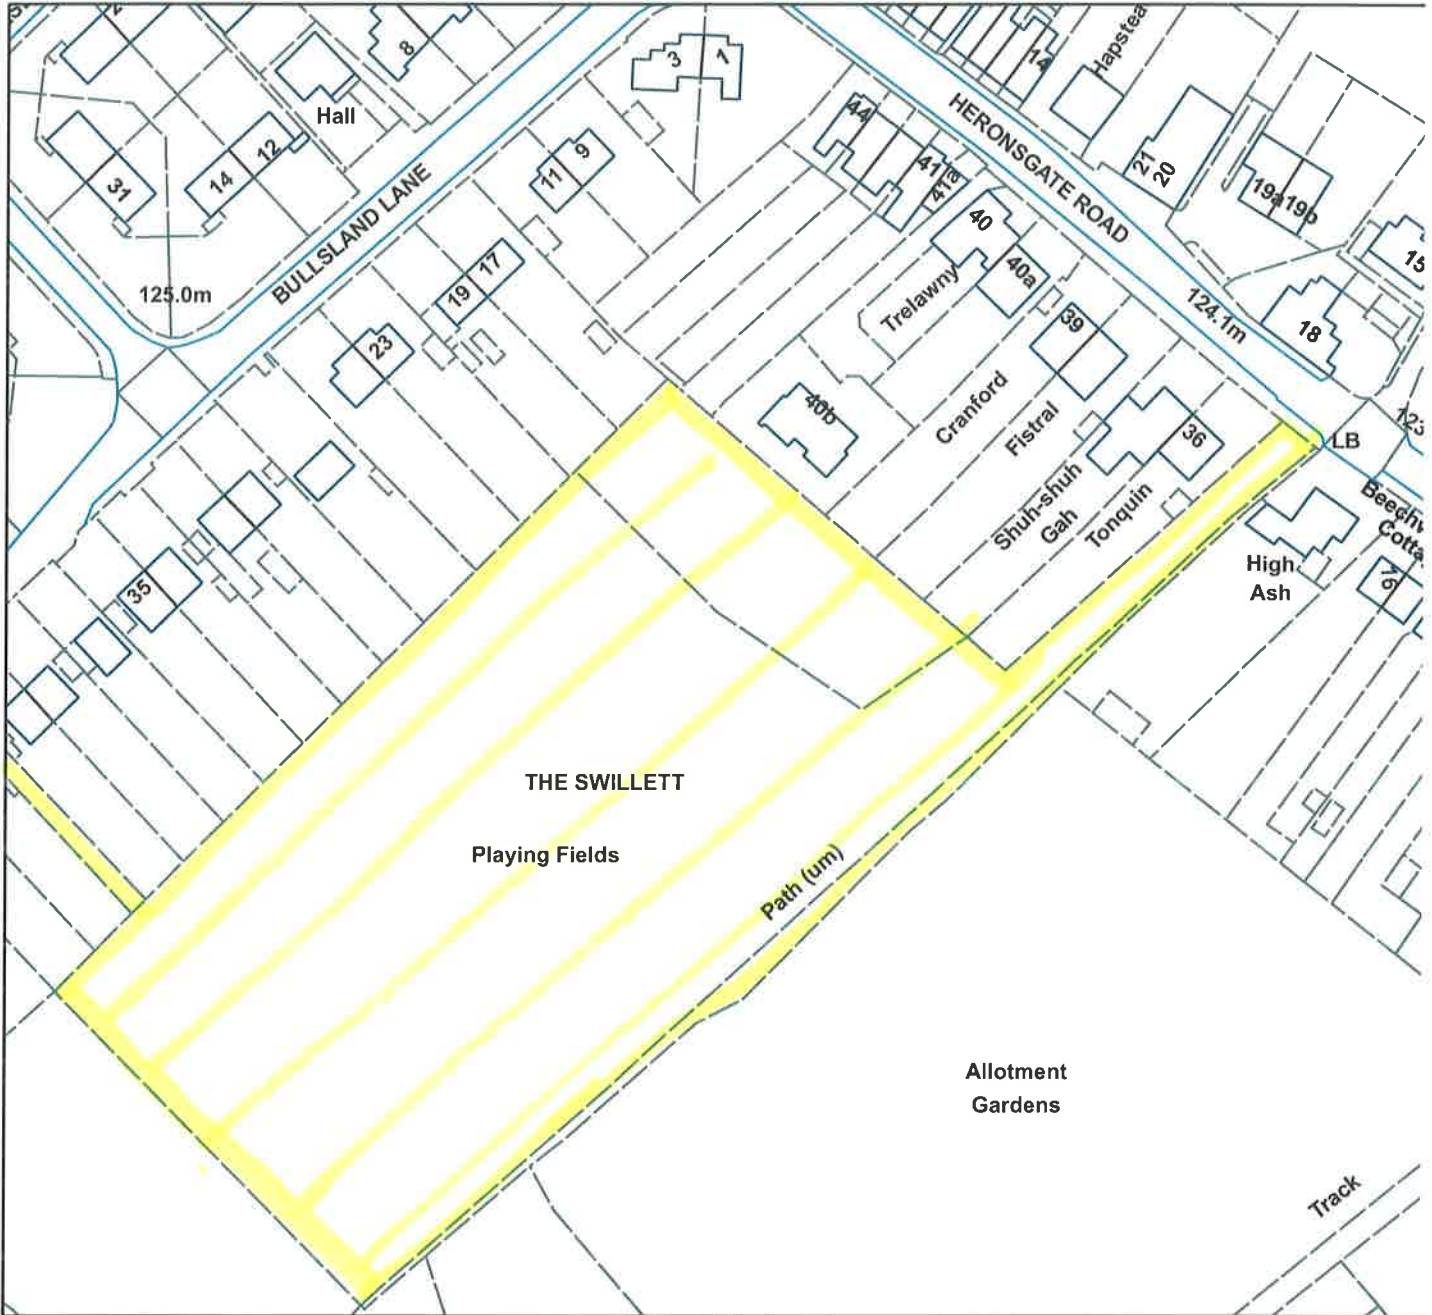 8
3
1
14
Hall
31
14
12
11
9
BULLSLAND LANE
125.0m
19
17
23
35
44
41
41a
HERONSGATE ROAD
21
20
19a
19b
15
40
40a
Trelawny
124.1m
18
39
40b
Cranford
Fistral
36
Shuh-shuh
Gah
Tonquin
LB
High
Ash
16
THE SWILLETT
Playing Fields
Path (um)
Allotment
Gardens
Track